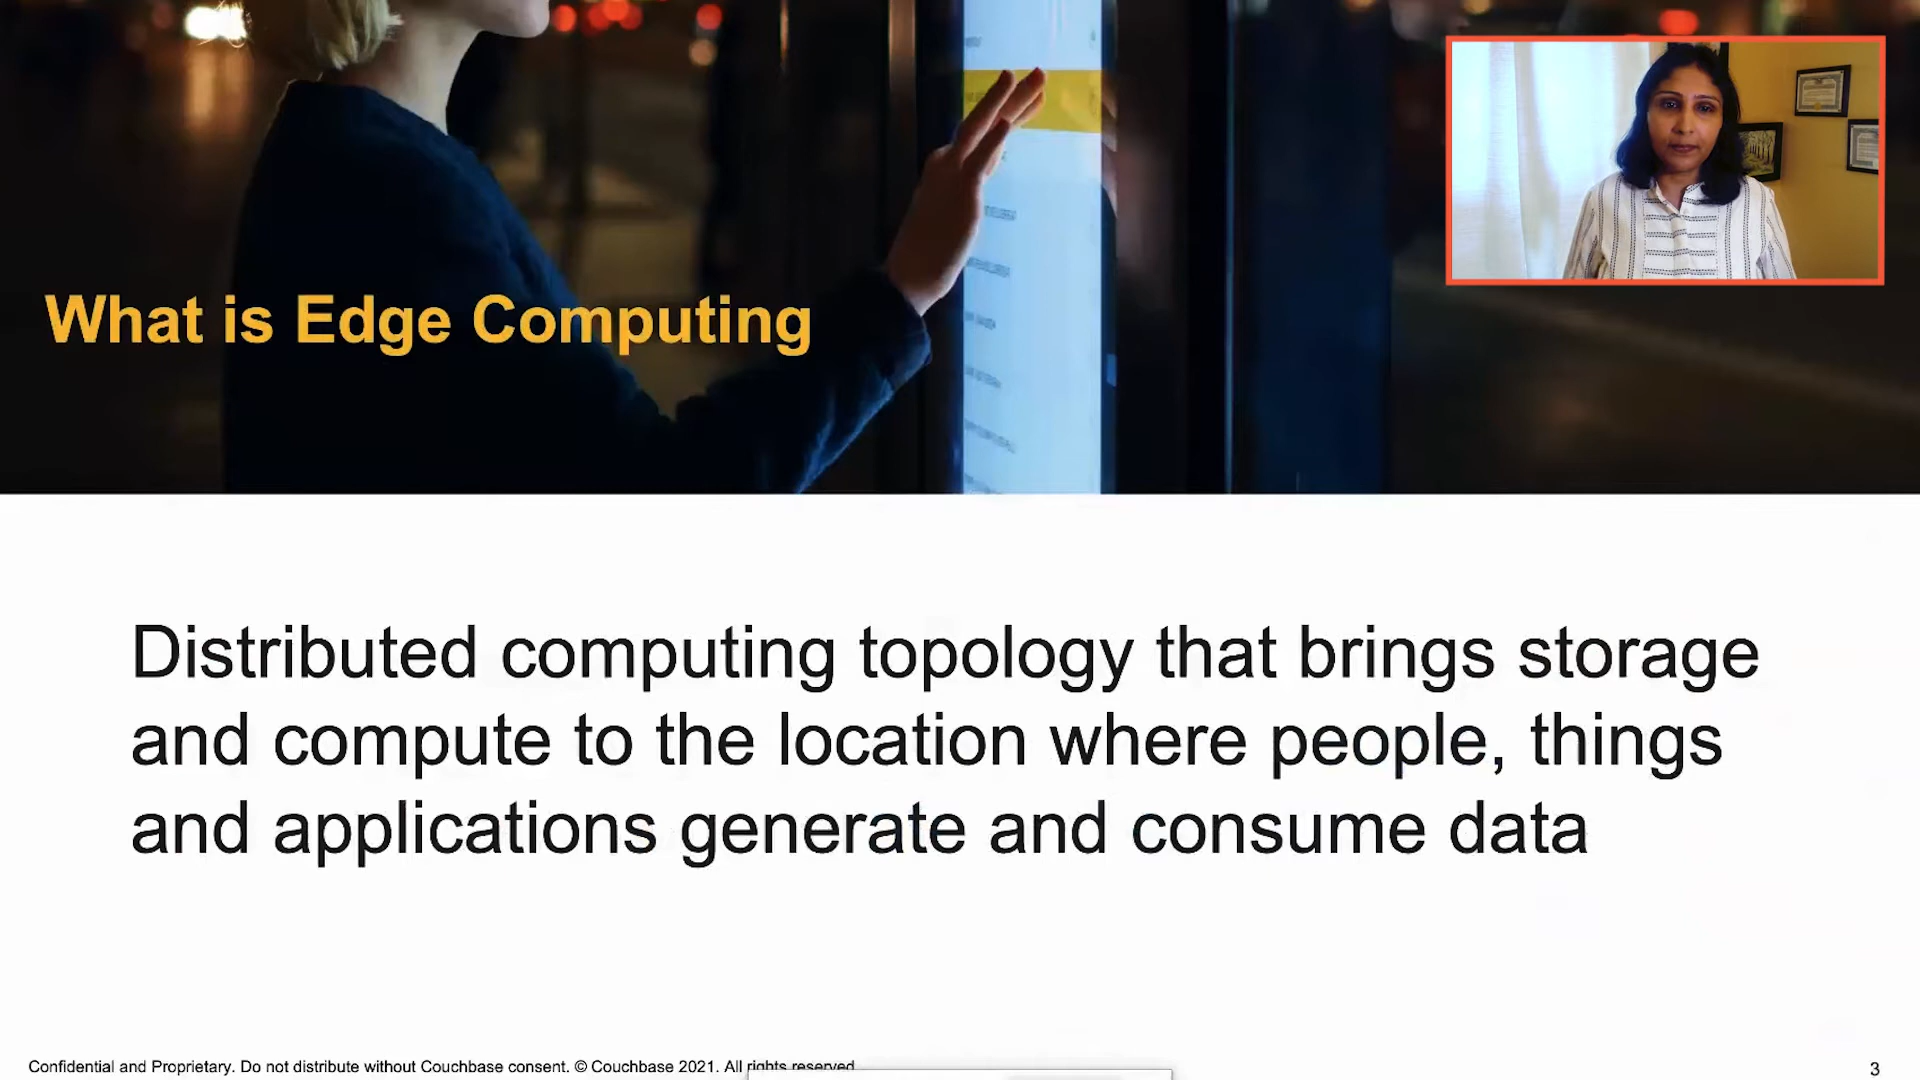 What is Edge Computing
Distributed computing topology that brings storage
and compute to the location where people, things
and applications generate and consume data
Confidential and Proprietary. Do not distribute without Couchbase consent. © Couchbase 2021. All rights reserved.
3